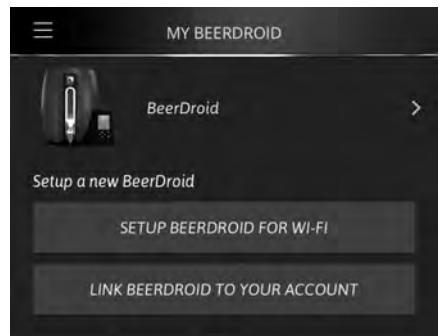 MY BEERDROID
BeerDroid
Setup a new BeerDroid
SETUP BEERDROID FOR WI-FI
LINK BEERDROID TO YOUR ACCOUNT